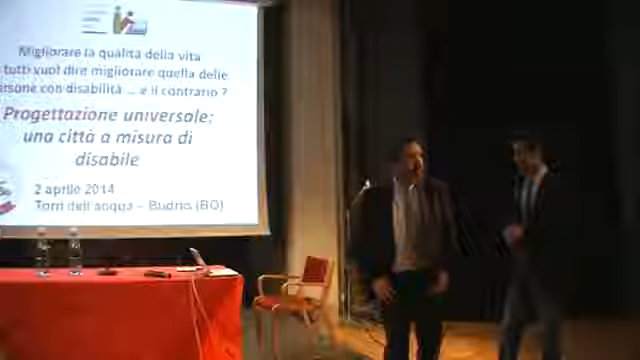 Migliorare la qualità della vita
tutti vuol dire migliorare quella delle
persone con disabilità ... e il contrario ?
Progettazione universale:
una città a misura di
disabile
2 aprile 2014
Torri dell'acqua – Budrio (BO)